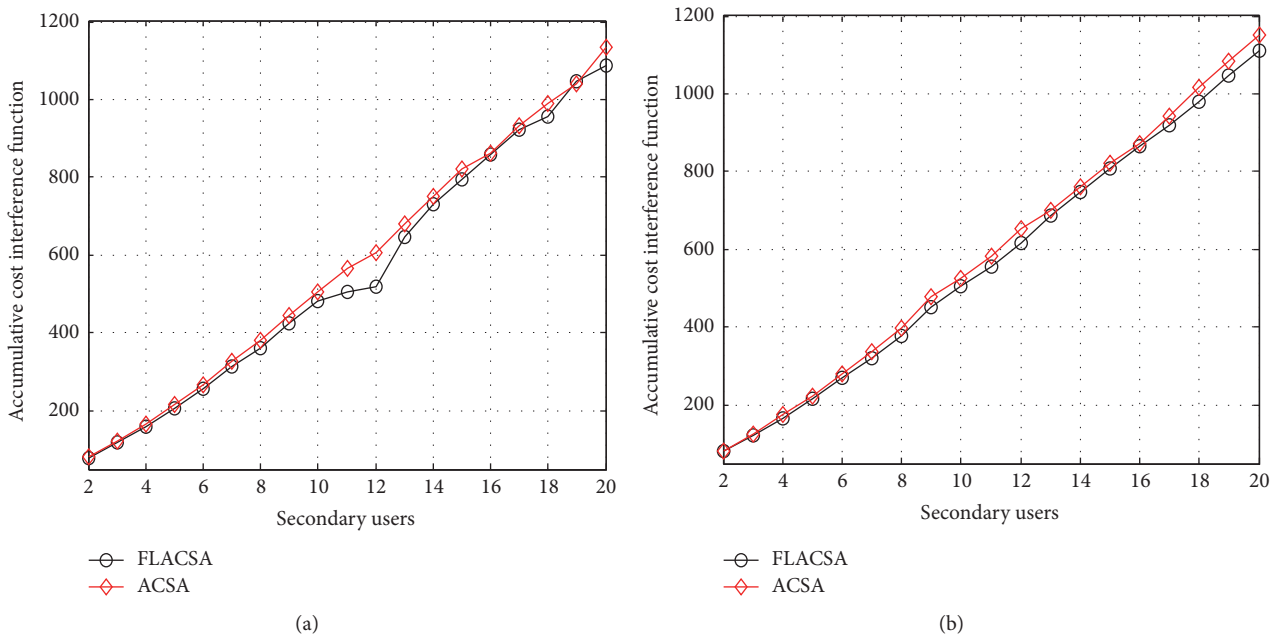 Accumulative cost interference function
1200
1000
800
600
400
200
2 4 6 8 10 12 14 16 18 20
Secondary users
FLACSA
ACSA
(a)
Accumulative cost interference function
1200
1000
800
600
400
200
2 4 6 8 10 12 14 16 18 20
Secondary users
FLACSA
ACSA
(b)